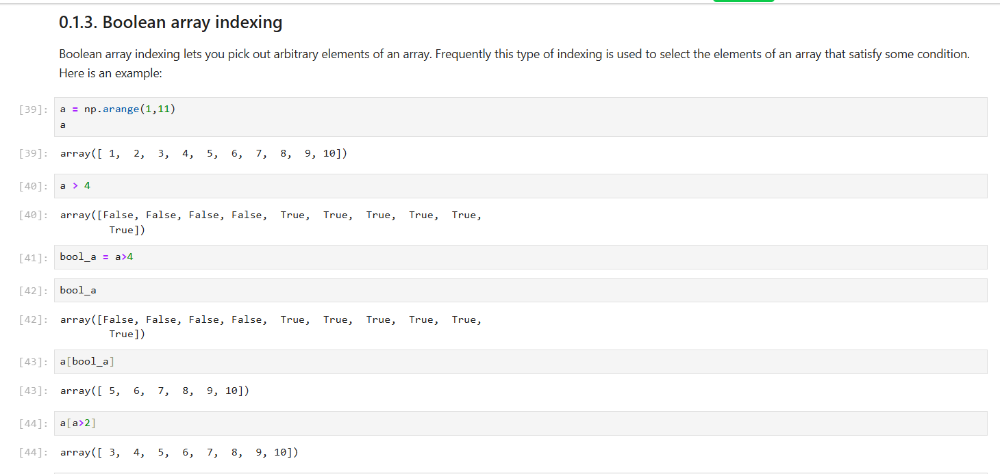 0.1.3. Boolean array indexing
Boolean array indexing lets you pick out arbitrary elements of an array. Frequently this type of indexing is used to select the elements of an array that satisfy some condition.
Here is an example:
[39]: a = np.arange(1,11)
a
[39]: array([ 1,  2,  3,  4,  5,  6,  7,  8,  9, 10])
[40]: a > 4
[40]: array([False, False, False, False,  True,  True,  True,  True,  True,
        True])
[41]: bool_a = a>4
[42]: bool_a
[42]: array([False, False, False, False,  True,  True,  True,  True,  True,
        True])
[43]: a[bool_a]
[43]: array([ 5,  6,  7,  8,  9, 10])
[44]: a[a>2]
[44]: array([ 3,  4,  5,  6,  7,  8,  9, 10])